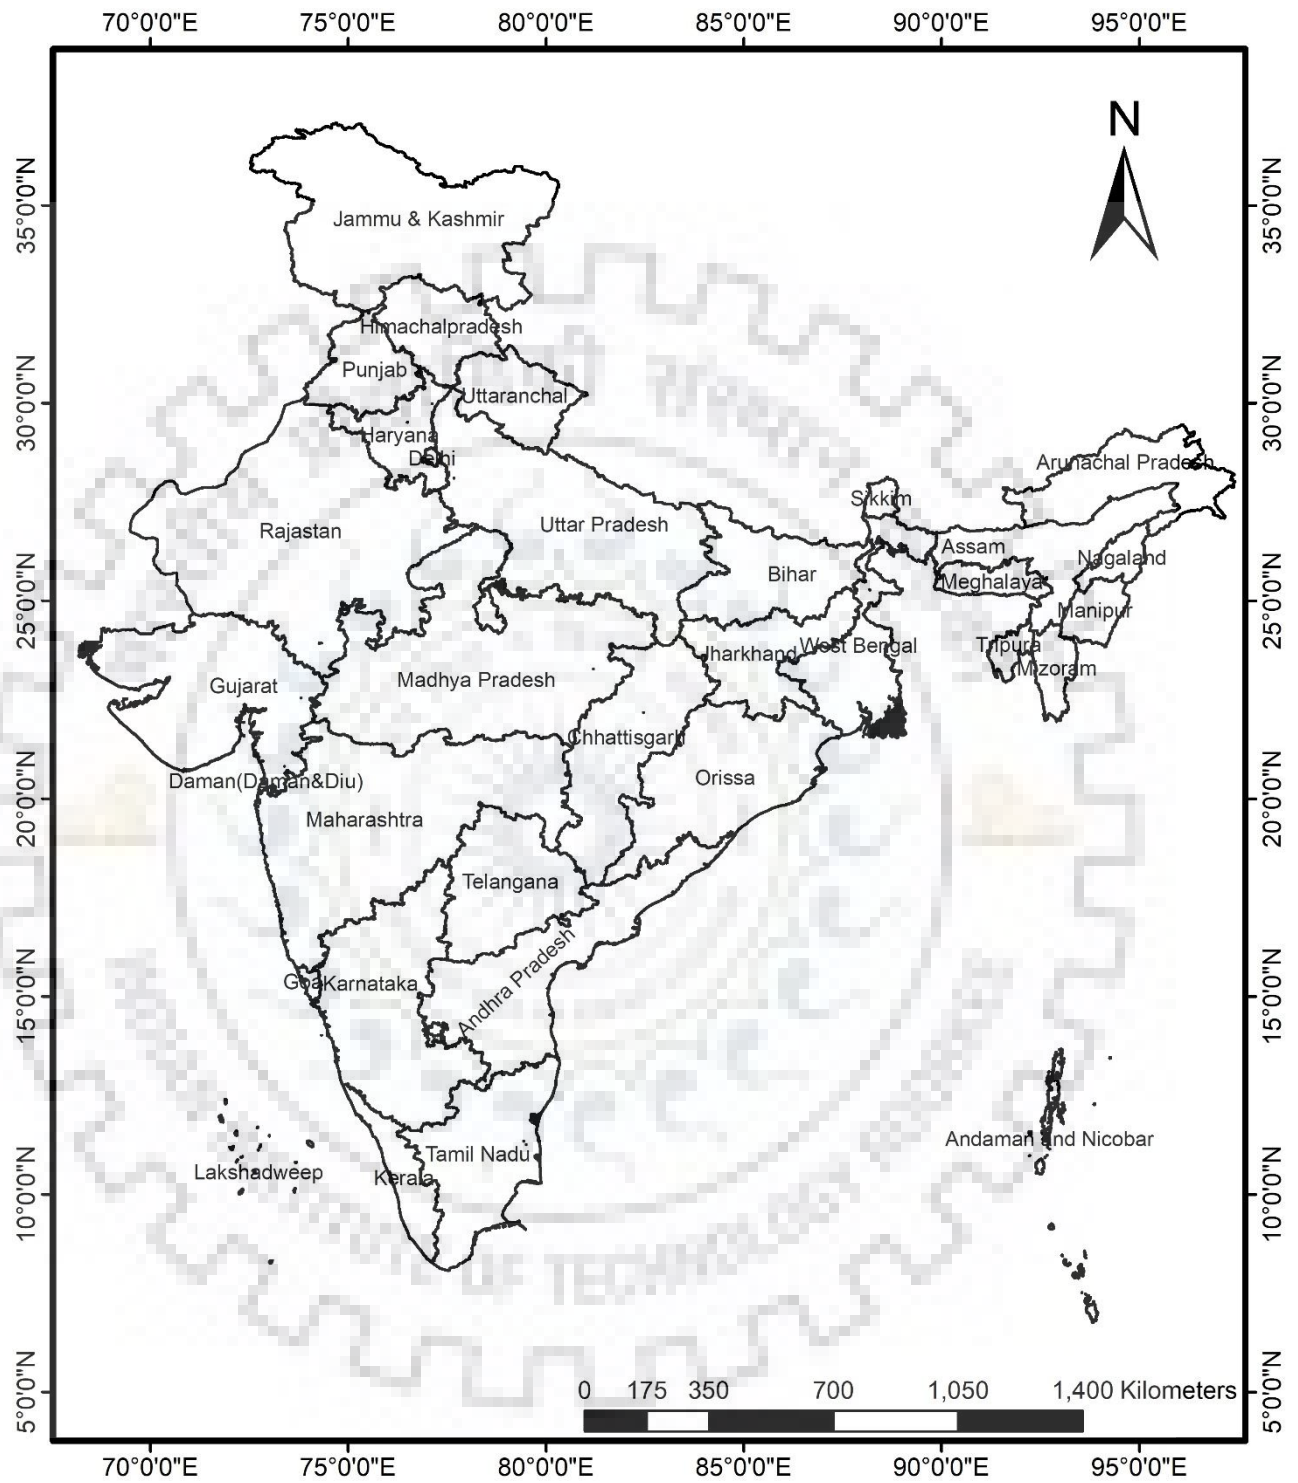 70°0'0"E 75°0'0"E 80°0'0"E 85°0'0"E 90°0'0"E 95°0'0"E
N
35°0'0"N 35°0'0"N
Jammu & Kashmir
Himachalpradesh
Punjab
Uttaranchal
30°0'0"N 30°0'0"N
Haryana
Delhi
Arunachal Pradesh
Sikkim
Rajastan
Uttar Pradesh
Assam
Nagaland
Bihar
Meghalaya
25°0'0"N 25°0'0"N
Manipur
Jharkhand
West Bengal
Tripura
Mizoram
Gujarat
Madhya Pradesh
Chhattisgarh
Daman(Daman&Diu)
Orissa
20°0'0"N 20°0'0"N
Maharashtra
Telangana
Andhra Pradesh
Goa
Karnataka
15°0'0"N 15°0'0"N
Andaman and Nicobar
Tamil Nadu
Lakshadweep
Kerala
10°0'0"N 10°0'0"N
OF TECHNOLOGY
0 175 350 700 1,050 1,400 Kilometers
5°0'0"N 5°0'0"N
70°0'0"E 75°0'0"E 80°0'0"E 85°0'0"E 90°0'0"E 95°0'0"E